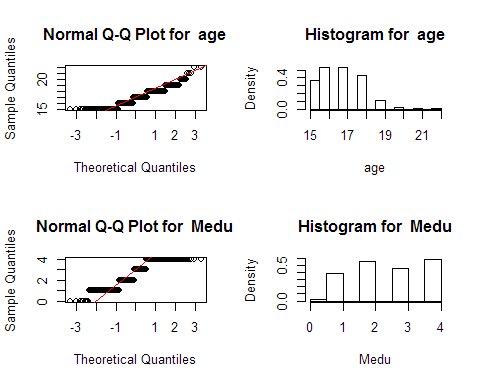 Normal Q-Q Plot for age
Sample Quantiles
15 20
-3 -1 1 2 3
Theoretical Quantiles
Histogram for age
Density
0.0 0.4
15 17 19 21
age
Normal Q-Q Plot for Medu
Sample Quantiles
0 2 4
-3 -1 1 2 3
Theoretical Quantiles
Histogram for Medu
Density
0.0 0.5
0 1 2 3 4
Medu